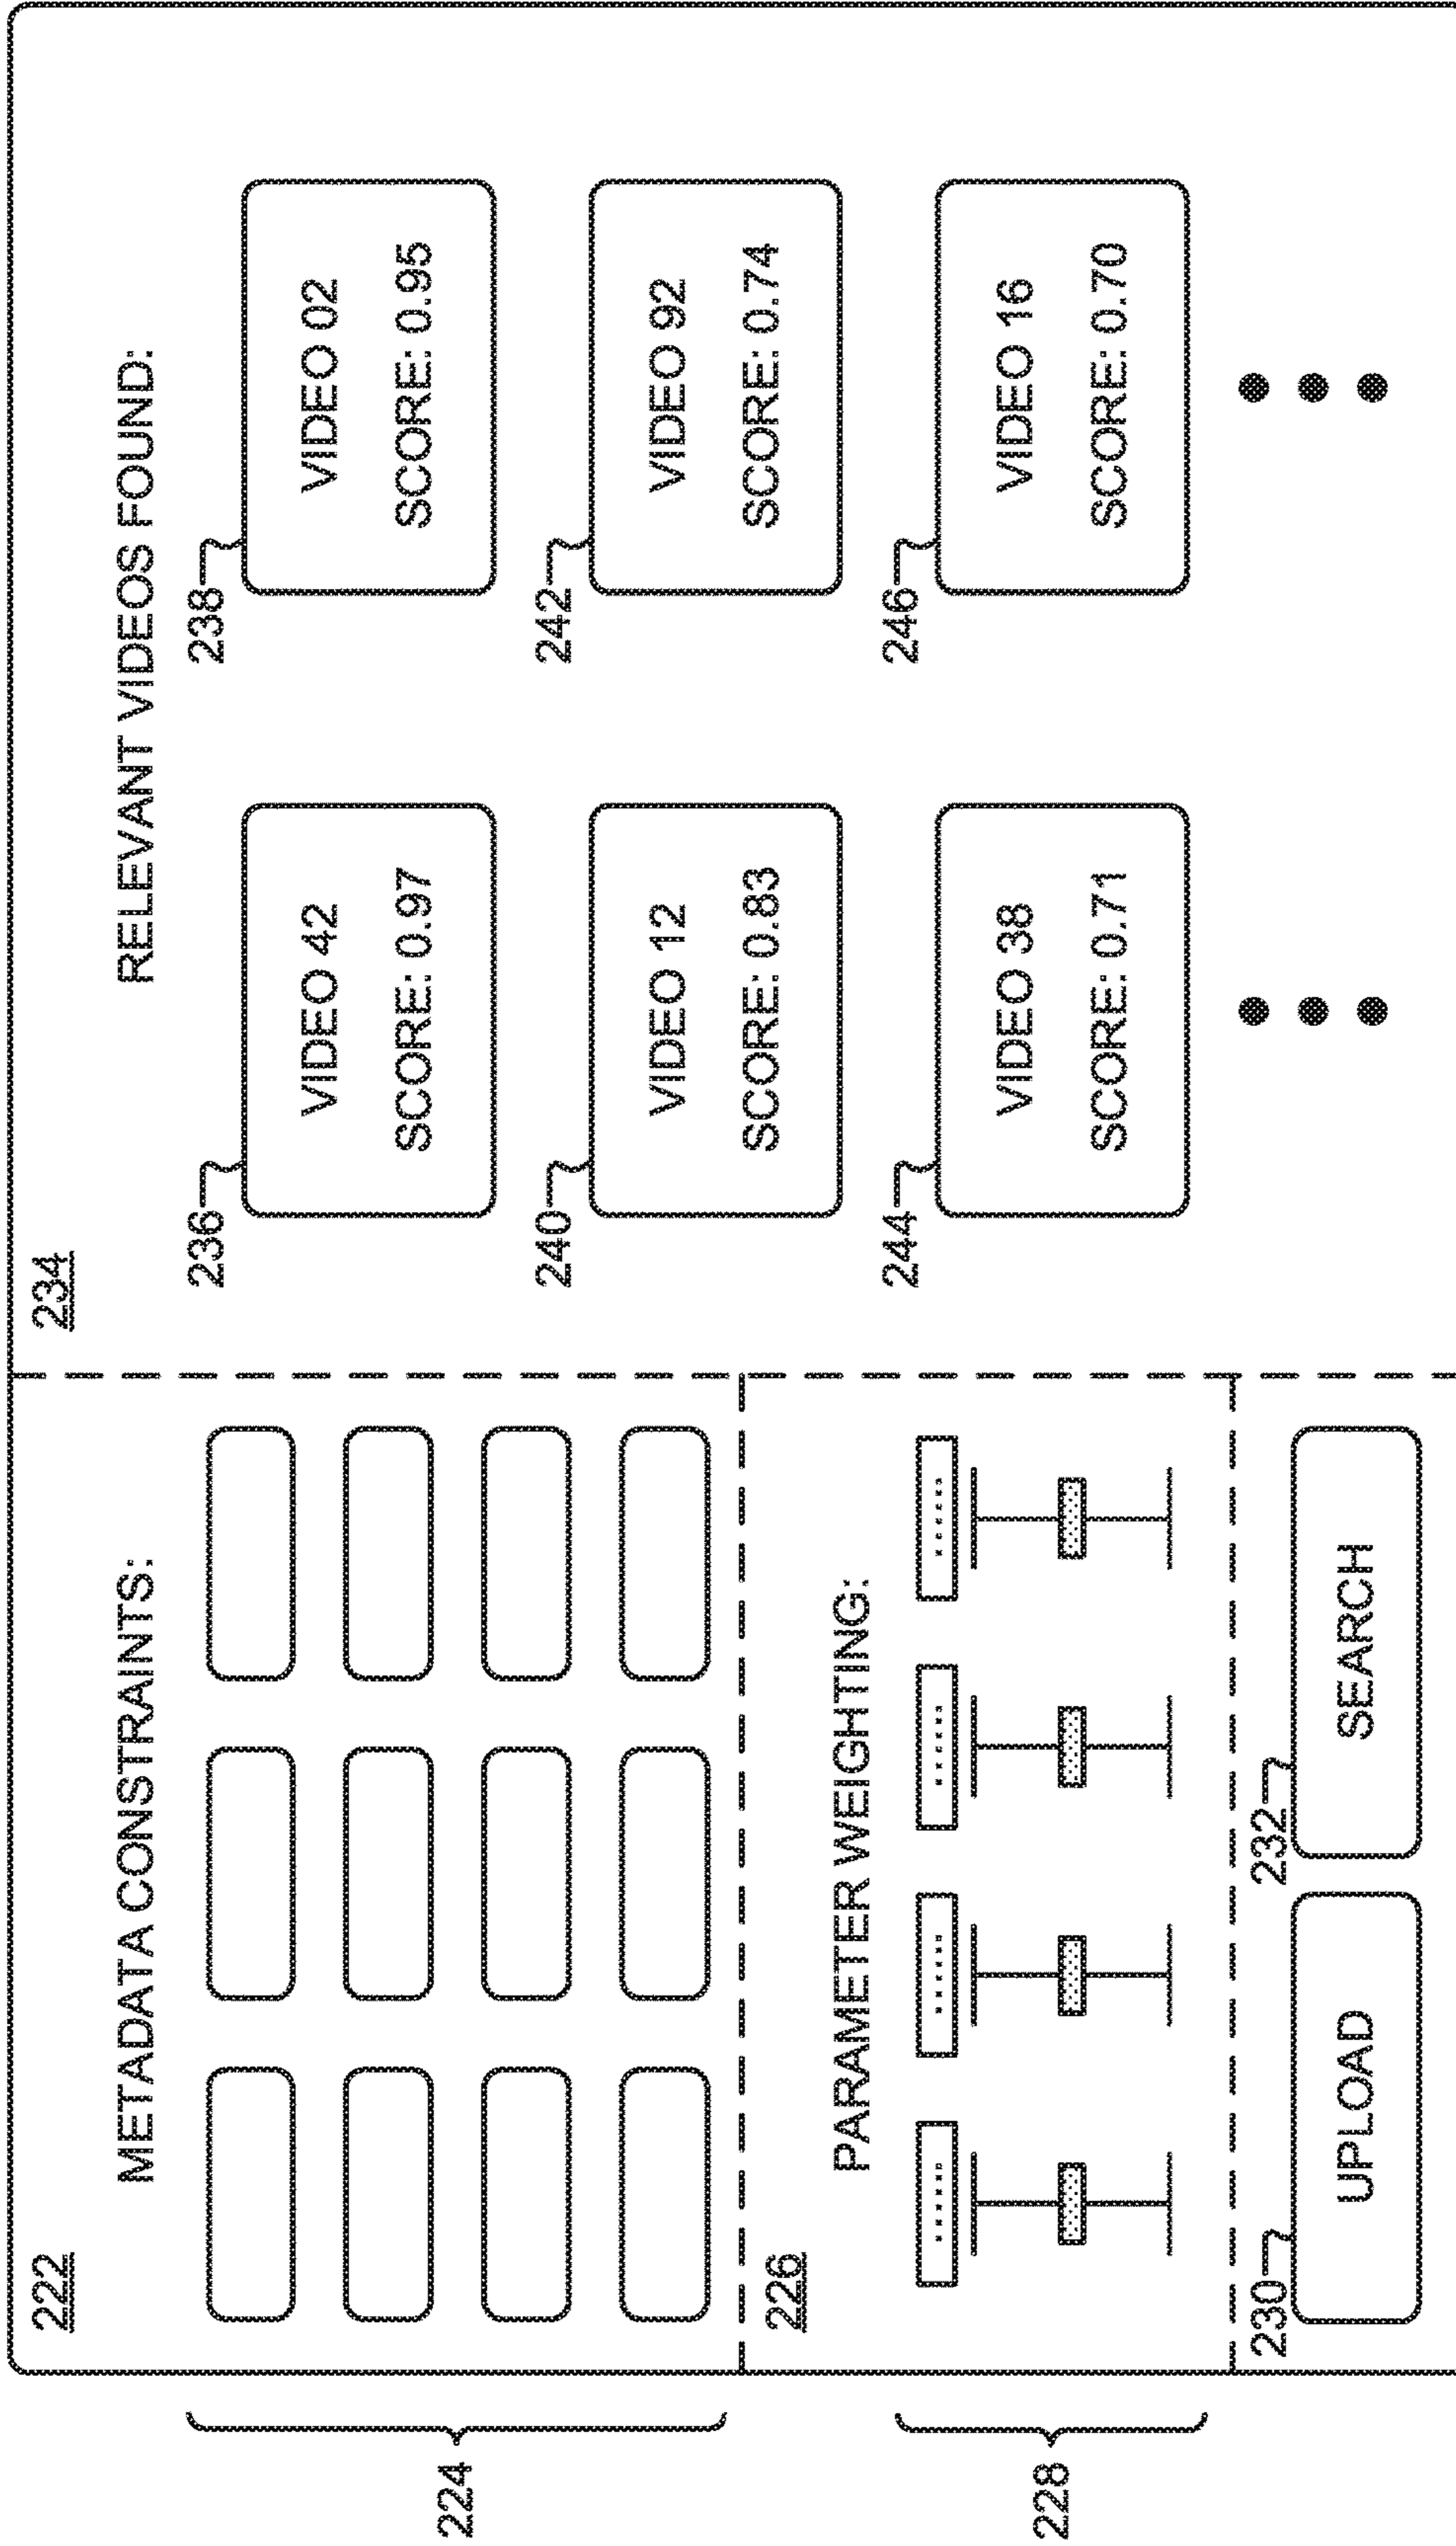 222
METADATA CONSTRAINTS:
224
226
PARAMETER WEIGHTING:
228
230
UPLOAD
232
SEARCH
234
RELEVANT VIDEOS FOUND:
236
VIDEO 42
SCORE: 0.97
238
VIDEO 02
SCORE: 0.95
240
VIDEO 12
SCORE: 0.83
242
VIDEO 92
SCORE: 0.74
244
VIDEO 38
SCORE: 0.71
246
VIDEO 16
SCORE: 0.70